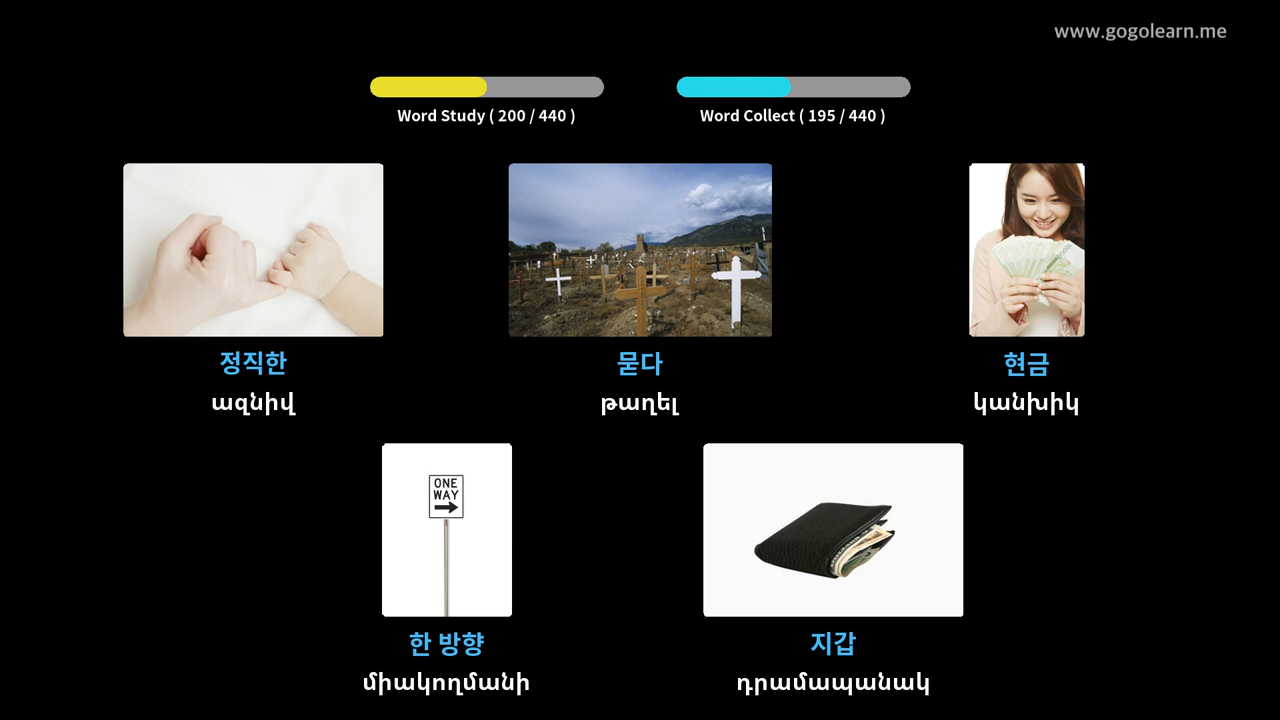 www.gogolearn.me
Word Study ( 200 / 440 )
Word Collect ( 195 / 440 )
정직한
ազնիվ
묻다
թաղել
현금
կանխիկ
ONE
WAY
한 방향
միակողմանի
지갑
դրամապանակ